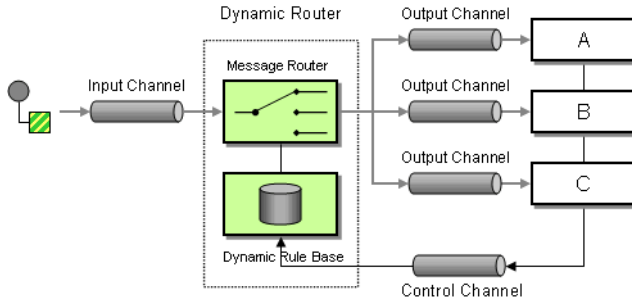 Dynamic Router
Output Channel
A
Message Router
Input Channel
Output Channel
B
Output Channel
C
Dynamic Rule Base
Control Channel